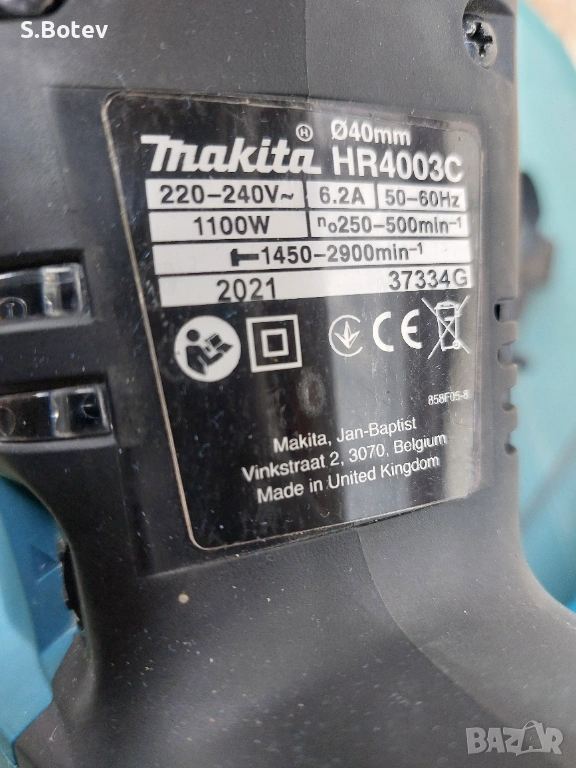 S.Botev
Ø40mm
makita® HR4003C
220-240V~ 6.2A 50-60Hz
1100W n₀250-500min⁻¹
1450-2900min⁻¹
2021 37334G
CE
858F05-8
Makita, Jan-Baptist
Vinkstraat 2, 3070, Belgium
Made in United Kingdom
BAZAR